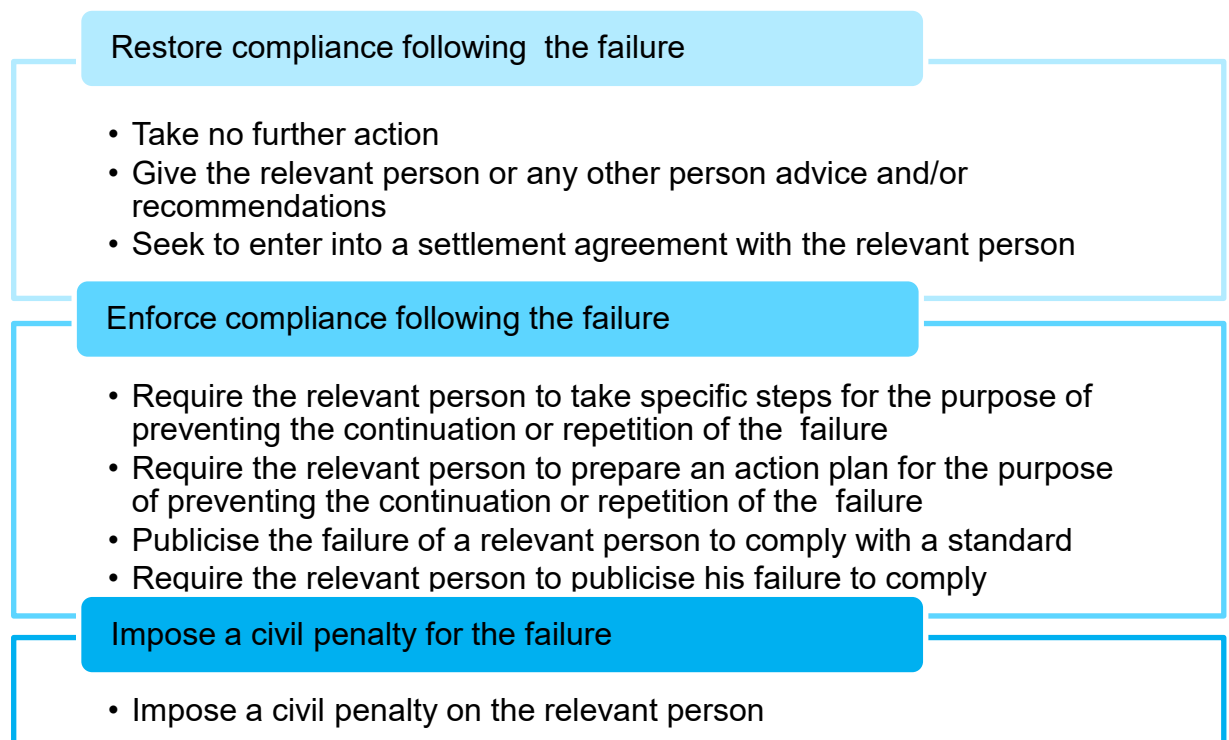 Restore compliance following  the failure
• Take no further action
• Give the relevant person or any other person advice and/or
recommendations
• Seek to enter into a settlement agreement with the relevant person
Enforce compliance following the failure
• Require the relevant person to take specific steps for the purpose of
preventing the continuation or repetition of the  failure
• Require the relevant person to prepare an action plan for the purpose
of preventing the continuation or repetition of the  failure
• Publicise the failure of a relevant person to comply with a standard
• Require the relevant person to publicise his failure to comply
Impose a civil penalty for the failure
• Impose a civil penalty on the relevant person